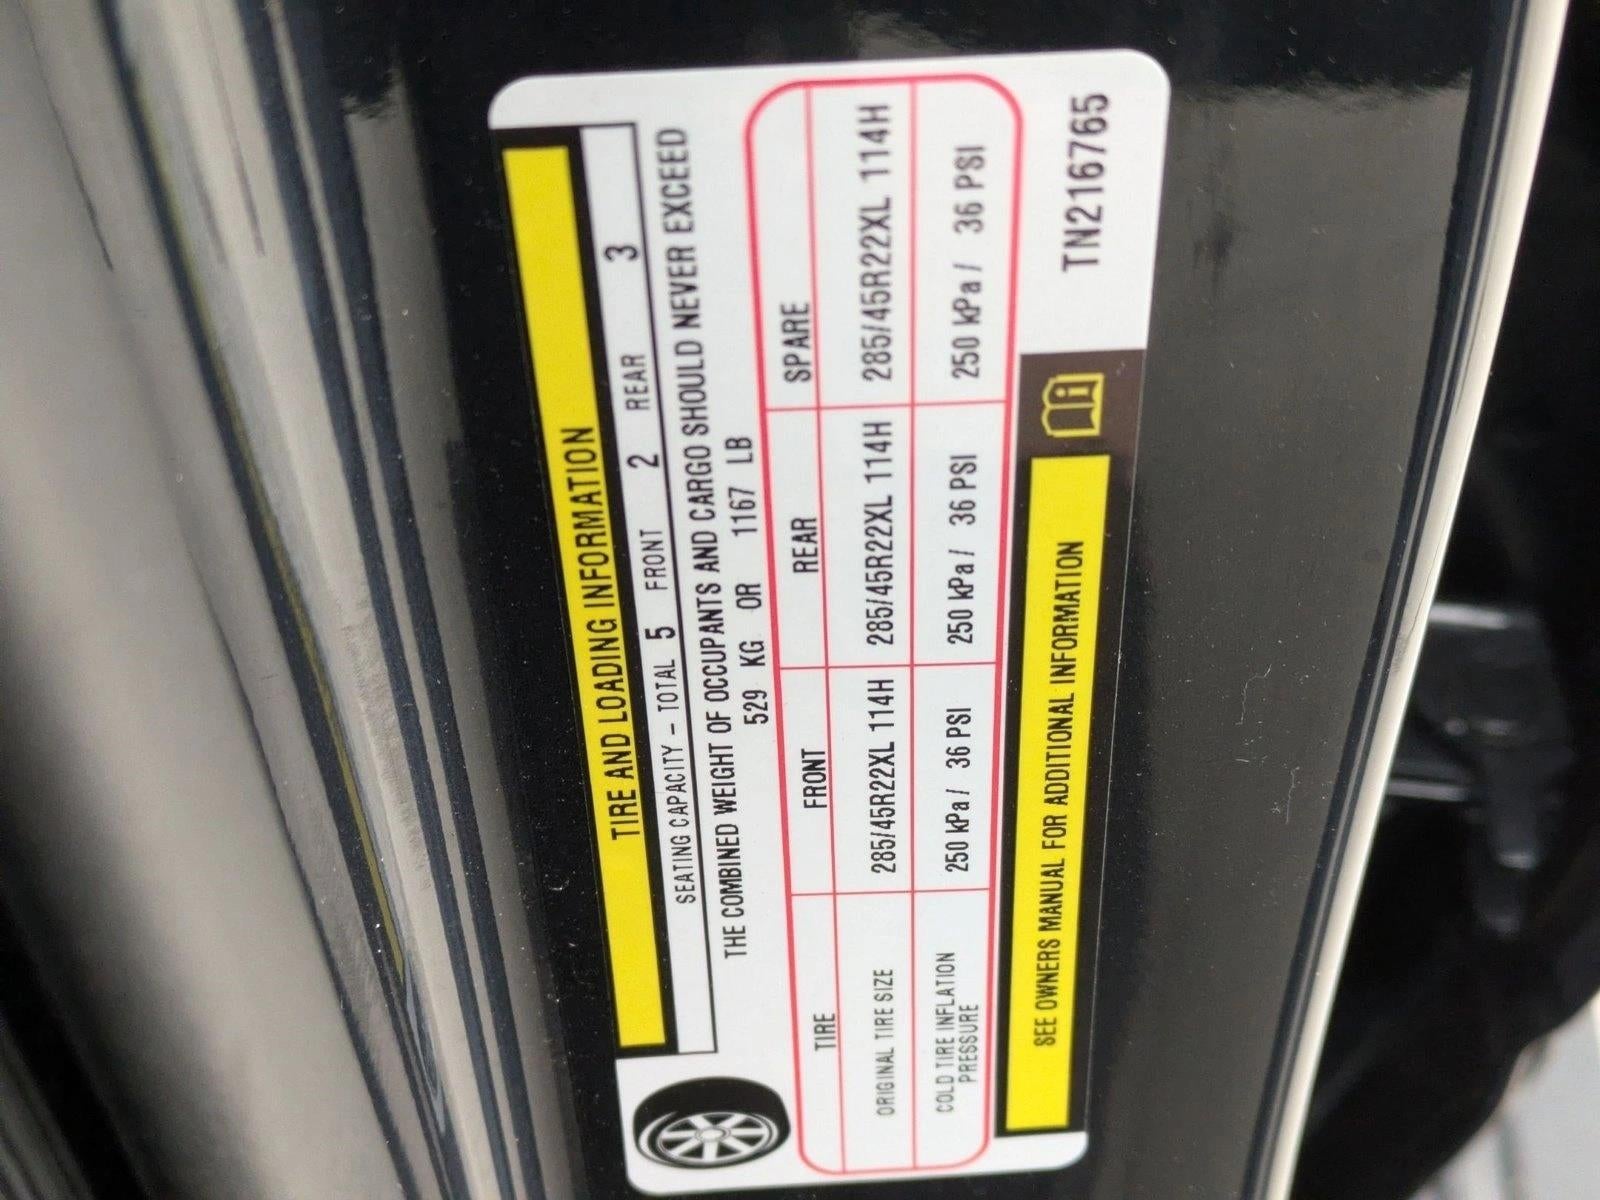 TIRE AND LOADING INFORMATION
SEATING CAPACITY - TOTAL 5 FRONT 2 REAR 3
THE COMBINED WEIGHT OF OCCUPANTS AND CARGO SHOULD NEVER EXCEED
529 KG OR 1167 LB
TIRE FRONT REAR SPARE
ORIGINAL TIRE SIZE 285/45R22XL 114H 285/45R22XL 114H 285/45R22XL 114H
COLD TIRE INFLATION
PRESSURE 250 kPa / 36 PSI 250 kPa / 36 PSI 250 kPa / 36 PSI
SEE OWNERS MANUAL FOR ADDITIONAL INFORMATION
TN216765